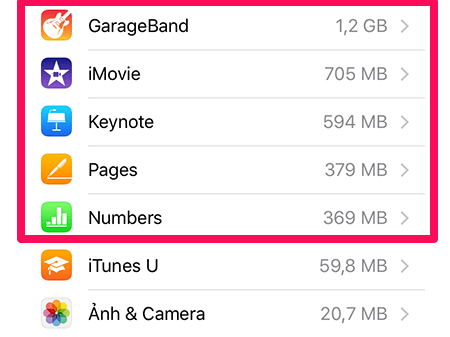 GarageBand 1,2 GB
iMovie 705 MB
Keynote 594 MB
Pages 379 MB
Numbers 369 MB
iTunes U 59,8 MB
Ảnh & Camera 20,7 MB